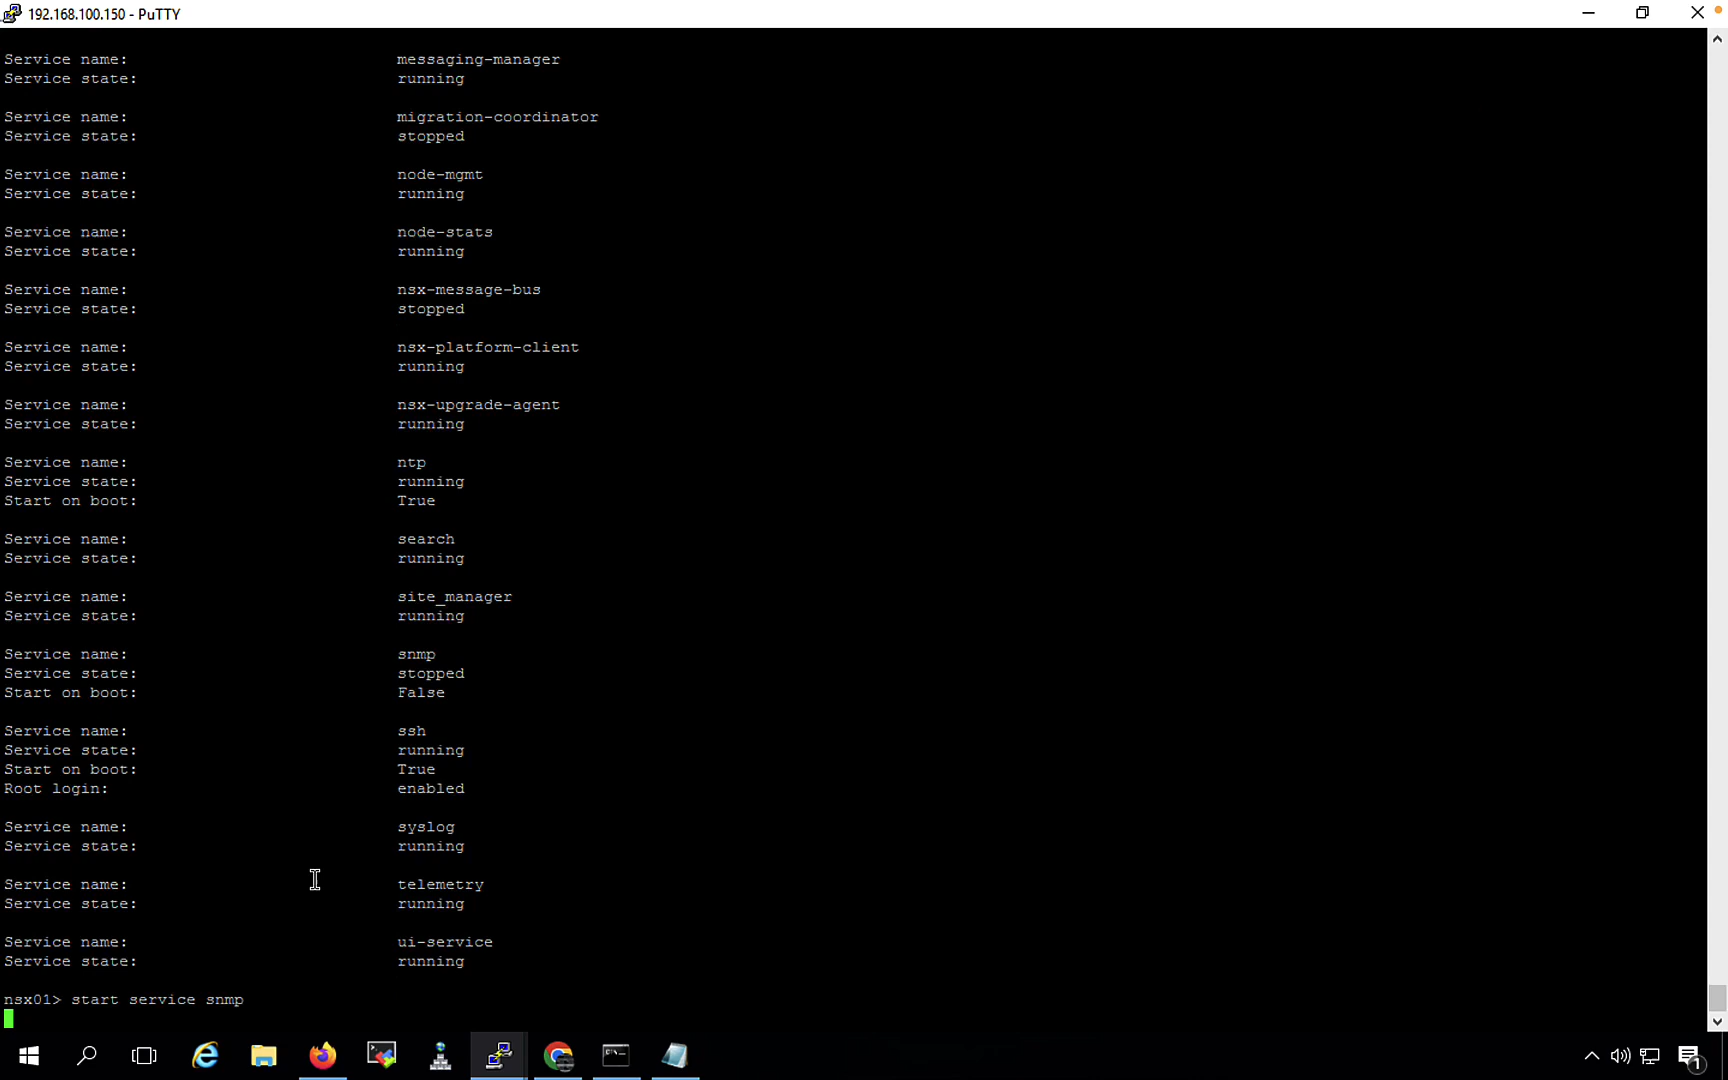 192.168.100.150 - PuTTY
Service name: messaging-manager
Service state: running
Service name: migration-coordinator
Service state: stopped
Service name: node-mgmt
Service state: running
Service name: node-stats
Service state: running
Service name: nsx-message-bus
Service state: stopped
Service name: nsx-platform-client
Service state: running
Service name: nsx-upgrade-agent
Service state: running
Service name: ntp
Service state: running
Start on boot: True
Service name: search
Service state: running
Service name: site_manager
Service state: running
Service name: snmp
Service state: stopped
Start on boot: False
Service name: ssh
Service state: running
Start on boot: True
Root login: enabled
Service name: syslog
Service state: running
Service name: telemetry
Service state: running
Service name: ui-service
Service state: running
nsx01> start service snmp
1